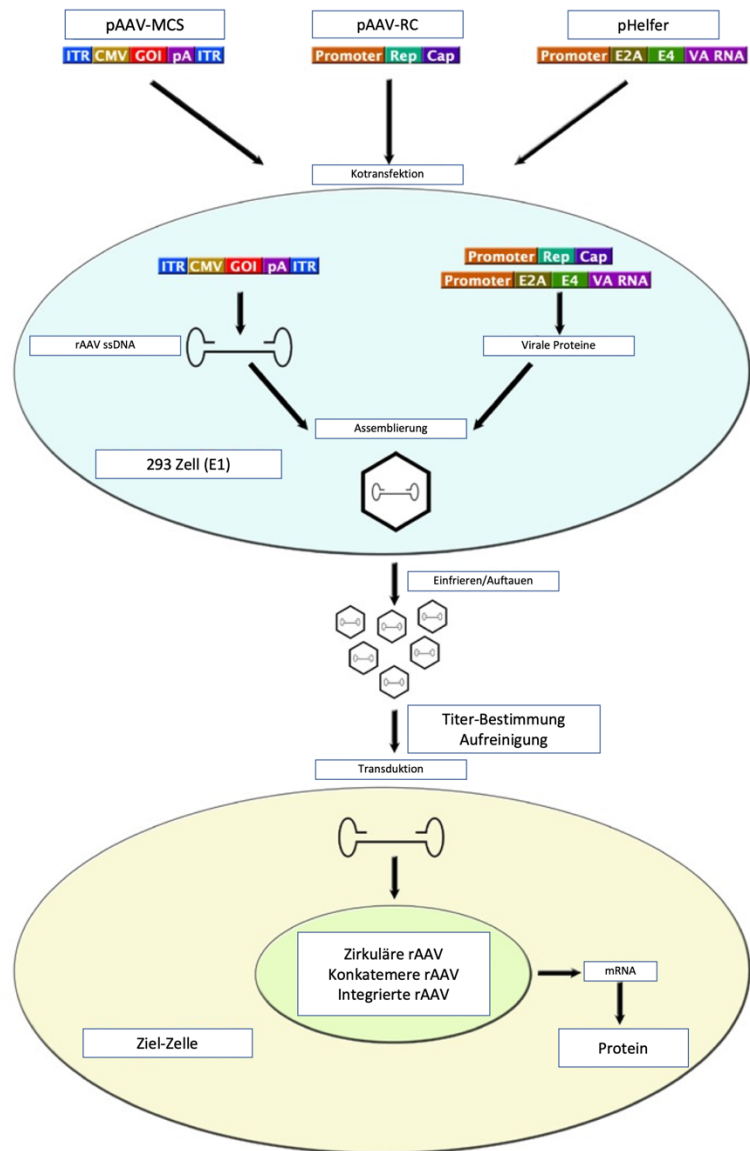 pAAV-MCS
ITR CMV GOI pA ITR
pAAV-RC
Promoter Rep Cap
pHelfer
Promoter E2A E4 VA RNA
Kotransfektion
ITR CMV GOI pA ITR
Promoter Rep Cap
Promoter E2A E4 VA RNA
rAAV ssDNA
Virale Proteine
Assemblierung
293 Zell (E1)
Einfrieren/Auftauen
Titer-Bestimmung
Aufreinigung
Transduktion
Zirkuläre rAAV
Konkatemere rAAV
Integrierte rAAV
mRNA
Protein
Ziel-Zelle